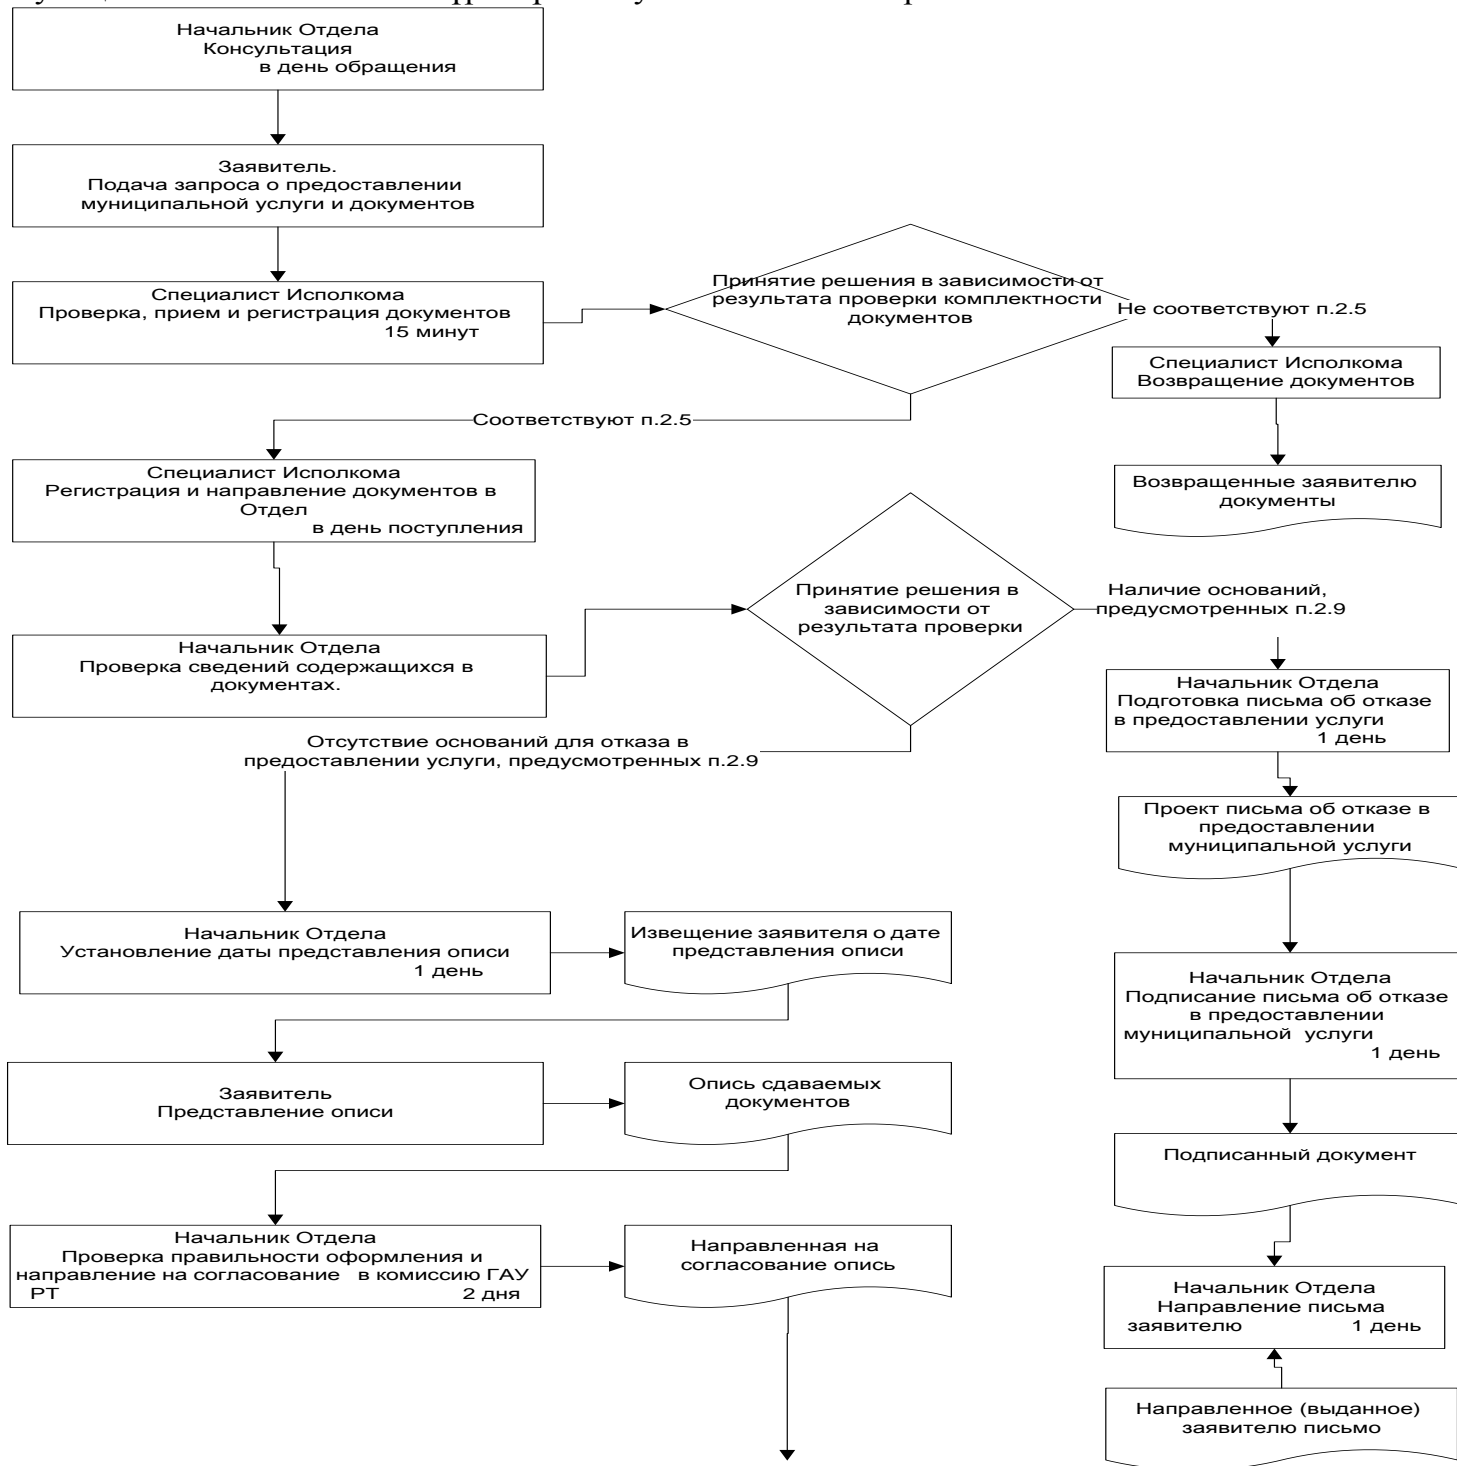 Начальник Отдела
Консультация
в день обращения
Заявитель.
Подача запроса о предоставлении
муниципальной услуги и документов
Специалист Исполкома
Проверка, прием и регистрация документов
15 минут
Принятие решения в зависимости от
результата проверки комплектности
документов
Не соответствуют п.2.5
Специалист Исполкома
Возвращение документов
Соответствуют п.2.5
Специалист Исполкома
Регистрация и направление документов в
Отдел
в день поступления
Возвращенные заявителю
документы
Начальник Отдела
Проверка сведений содержащихся в
документах.
Принятие решения в
зависимости от
результата проверки
Наличие оснований,
предусмотренных п.2.9
Начальник Отдела
Подготовка письма об отказе
в предоставлении услуги
1 день
Отсутствие оснований для отказа в
предоставлении услуги, предусмотренных п.2.9
Проект письма об отказе в
предоставлении
муниципальной услуги
Начальник Отдела
Установление даты представления описи
1 день
Извещение заявителя о дате
представления описи
Начальник Отдела
Подписание письма об отказе
в предоставлении
муниципальной услуги
1 день
Заявитель
Представление описи
Опись сдаваемых
документов
Подписанный документ
Начальник Отдела
Проверка правильности оформления и
направление на согласование в комиссию ГАУ
РТ 2 дня
Направленная на
согласование опись
Начальник Отдела
Направление письма
заявителю 1 день
Направленное (выданное)
заявителю письмо